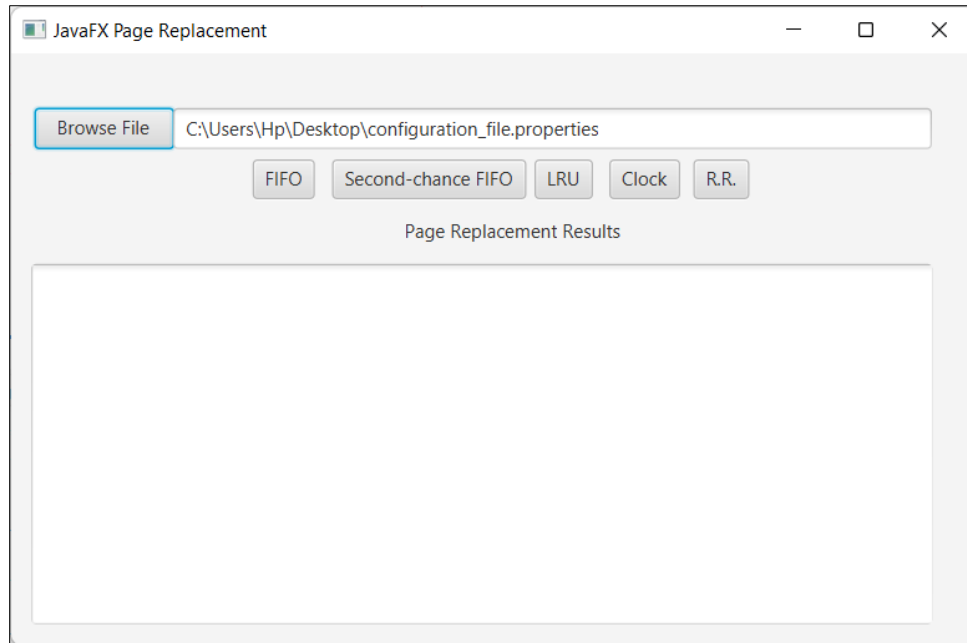 JavaFX Page Replacement
Browse File C:\Users\Hp\Desktop\configuration_file.properties
FIFO Second-chance FIFO LRU Clock R.R.
Page Replacement Results